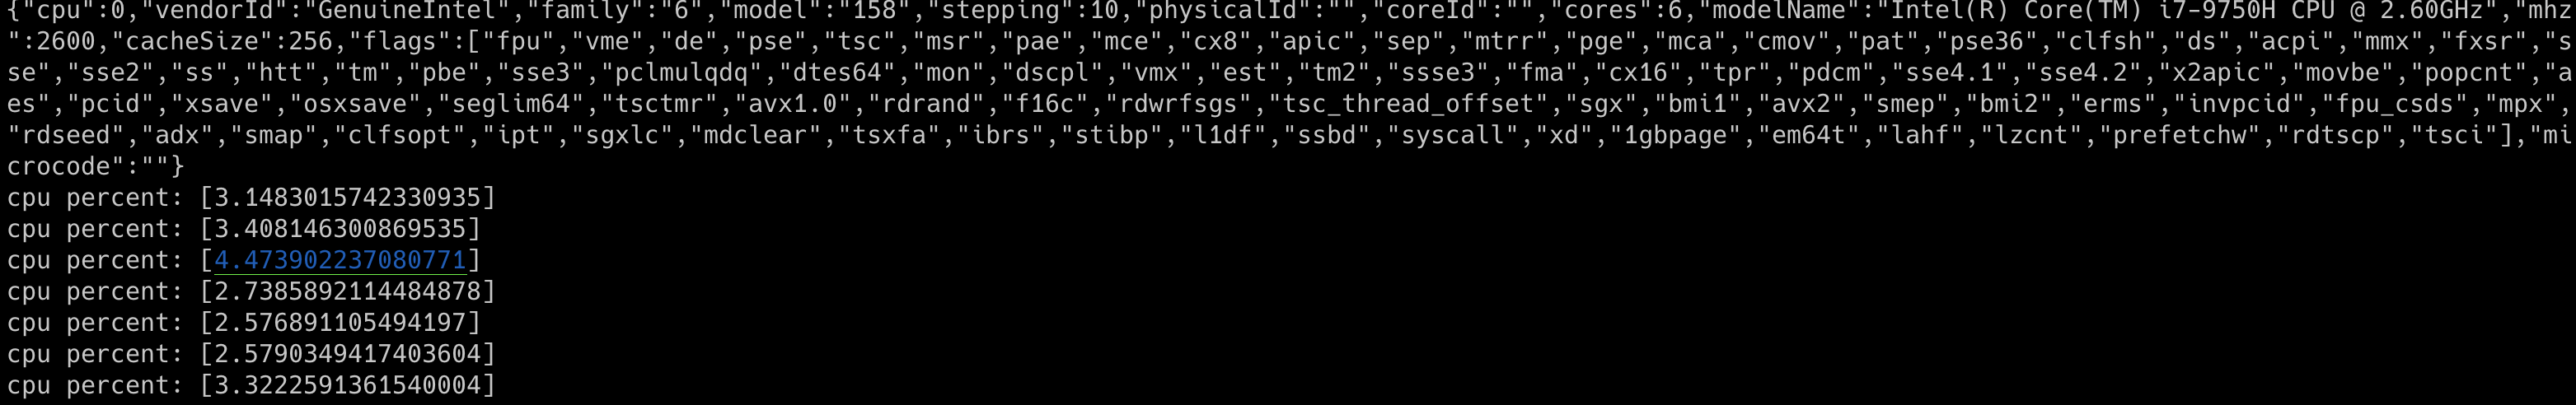 {"cpu":0,"vendorId":"GenuineIntel","family":"6","model":"158","stepping":10,"physicalId":"","coreId":"","cores":6,"modelName":"Intel(R) Core(TM) i7-9750H CPU @ 2.60GHz","mhz
":2600,"cacheSize":256,"flags":["fpu","vme","de","pse","tsc","msr","pae","mce","cx8","apic","sep","mtrr","pge","mca","cmov","pat","pse36","clfsh","ds","acpi","mmx","fxsr","s
se","sse2","ss","htt","tm","pbe","sse3","pclmulqdq","dtes64","mon","dscpl","vmx","est","tm2","ssse3","fma","cx16","tpr","pdcm","sse4.1","sse4.2","x2apic","movbe","popcnt","a
es","pcid","xsave","osxsave","seglim64","tsctmr","avx1.0","rdrand","f16c","rdwrfsgs","tsc_thread_offset","sgx","bmi1","avx2","smep","bmi2","erms","invpcid","fpu_csds","mpx",
"rdseed","adx","smap","clfsopt","ipt","sgxlc","mdclear","tsxfa","ibrs","stibp","l1df","ssbd","syscall","xd","1gbpage","em64t","lahf","lzcnt","prefetchw","rdtscp","tsci"],"mi
crocode":""}
cpu percent: [3.1483015742330935]
cpu percent: [3.408146300869535]
cpu percent: [4.473902237080771]
cpu percent: [2.7385892114484878]
cpu percent: [2.576891105494197]
cpu percent: [2.5790349417403604]
cpu percent: [3.3222591361540004]